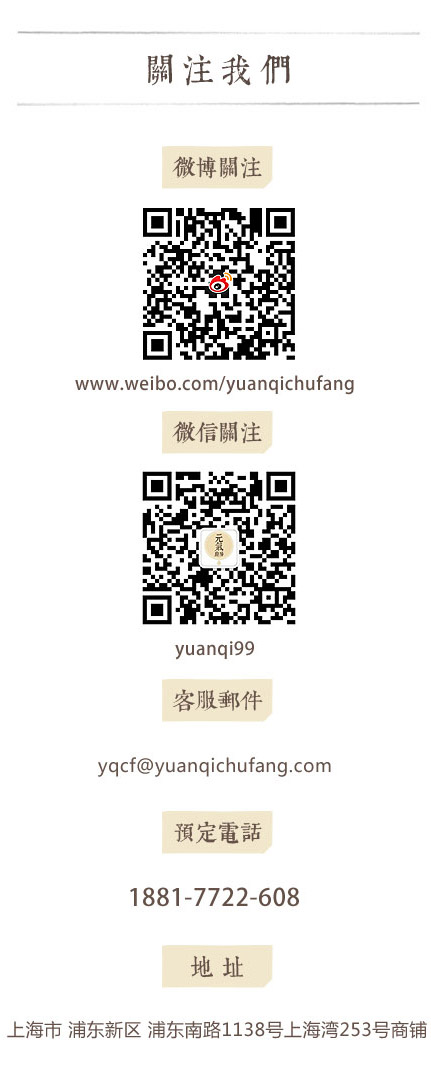 關注我們
微博關注
www.weibo.com/yuanqichufang
微信關注
元
氣
yuanqi99
客服郵件
yqcf@yuanqichufang.com
預定電話
1881-7722-608
地址
上海市 浦东新区 浦东南路1138号上海湾253号商铺